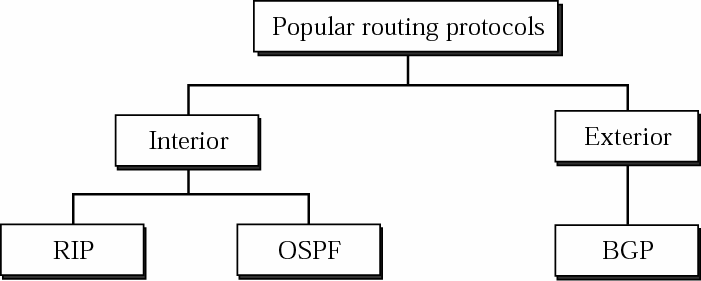 Popular routing protocols
Interior
Exterior
RIP
OSPF
BGP